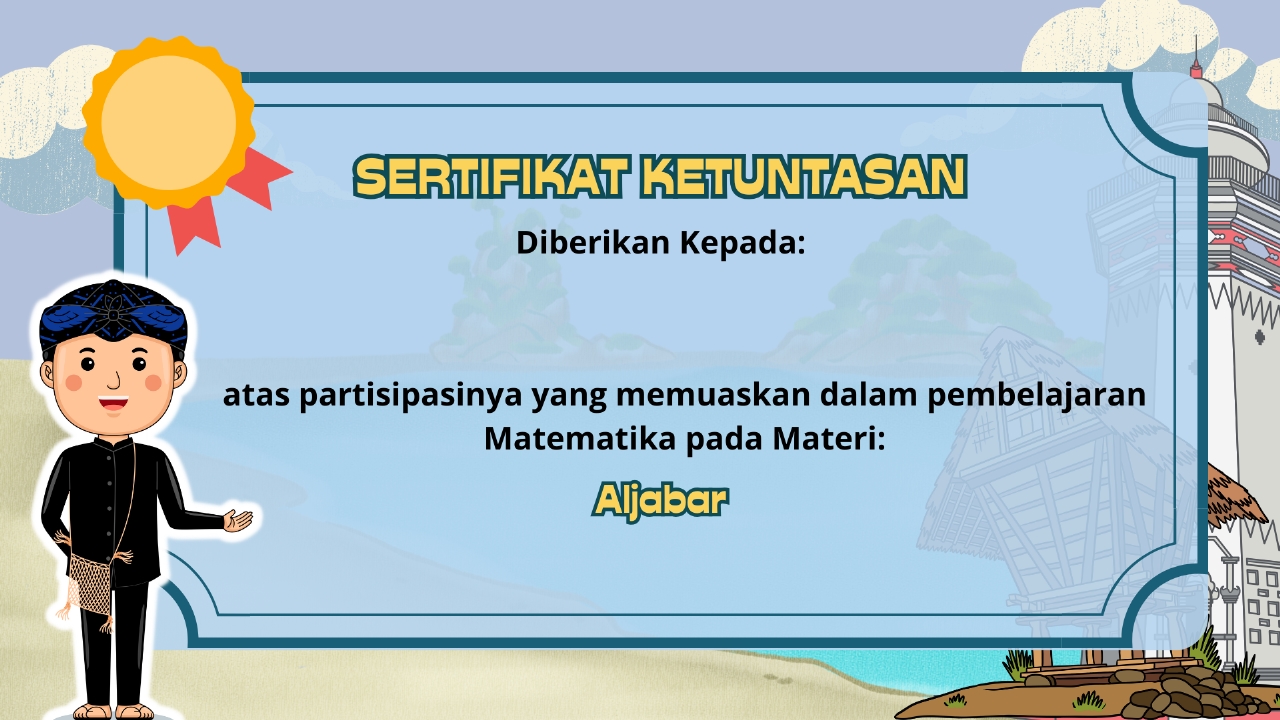 SERTIFIKAT KETUNTASAN
Diberikan Kepada:
atas partisipasinya yang memuaskan dalam pembelajaran
Matematika pada Materi:
Aljabar